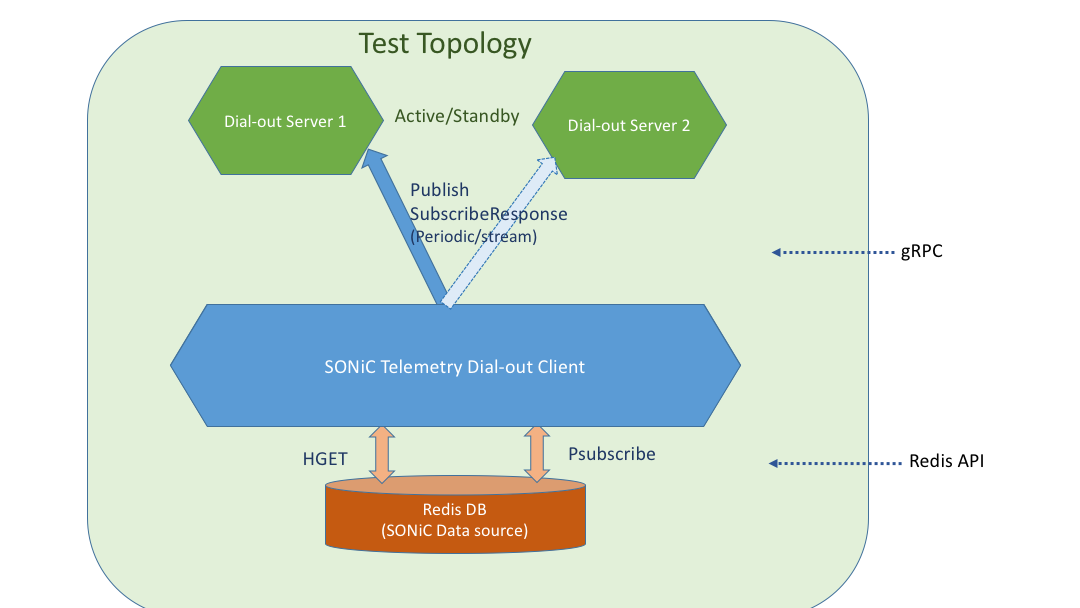 Test Topology
Dial-out Server 1
Active/Standby
Dial-out Server 2
Publish
SubscribeResponse
(Periodic/stream)
gRPC
SONiC Telemetry Dial-out Client
HGET
Psubscribe
Redis API
Redis DB
(SONiC Data source)